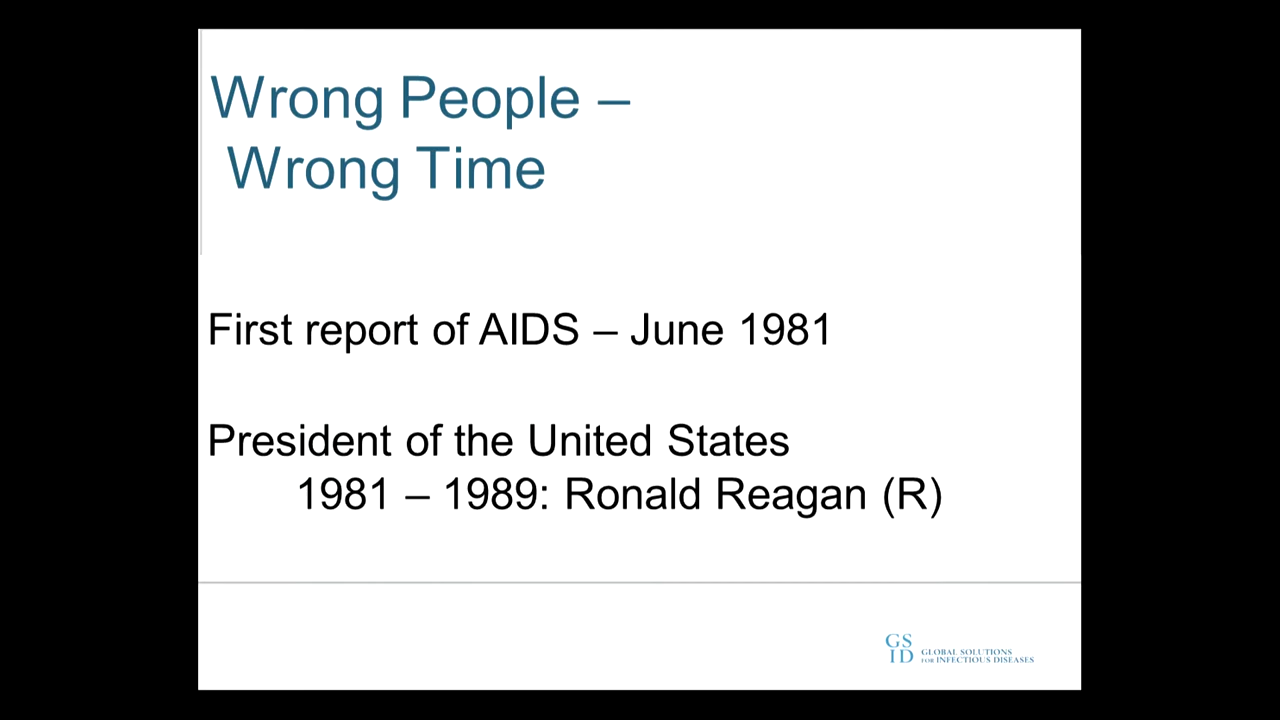 Wrong People –
Wrong Time
First report of AIDS – June 1981
President of the United States
1981 – 1989: Ronald Reagan (R)
GS
ID
GLOBAL SOLUTIONS
FOR INFECTIOUS DISEASES